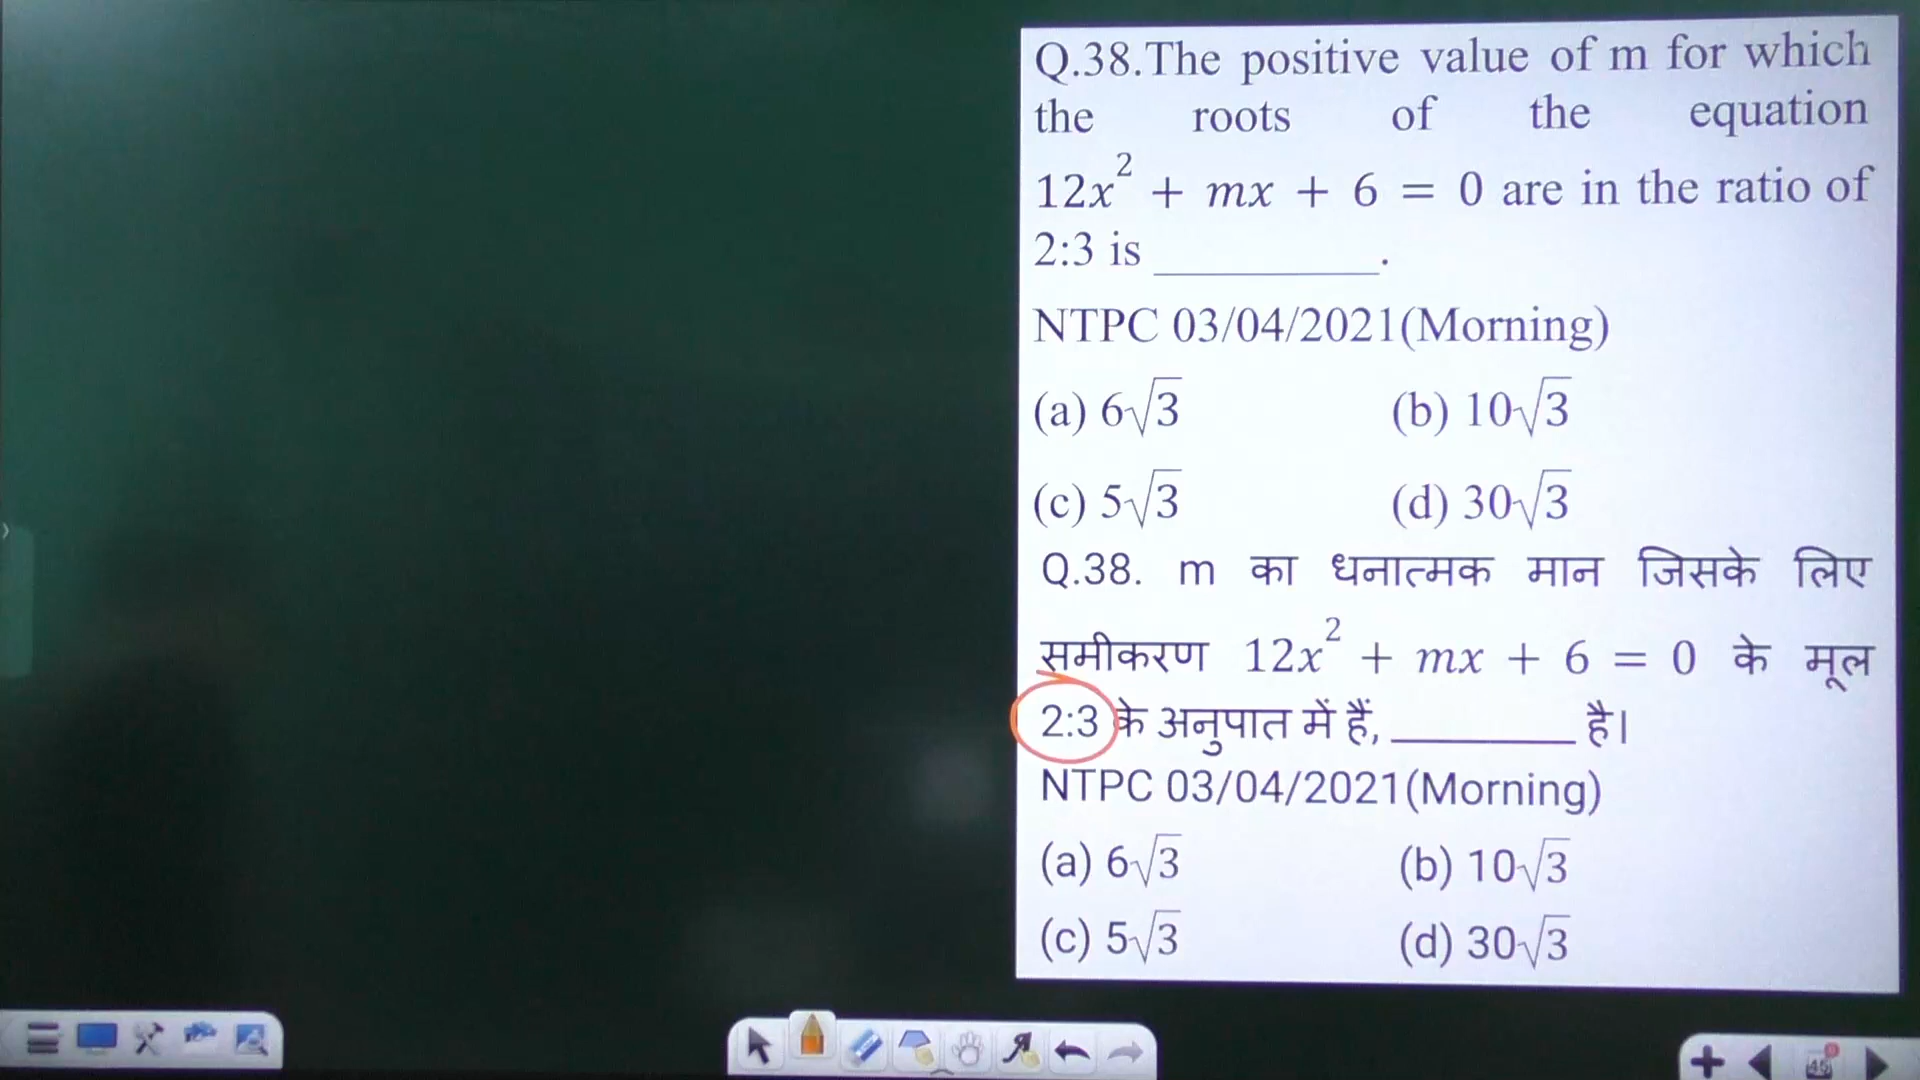 Q.38.The positive value of m for which
the roots of the equation
12x² + mx + 6 = 0 are in the ratio of
2:3 is ________.
NTPC 03/04/2021(Morning)
(a) 6√3 (b) 10√3
(c) 5√3 (d) 30√3
Q.38. m का धनात्मक मान जिसके लिए
समीकरण 12x² + mx + 6 = 0 के मूल
2:3 के अनुपात में हैं, ________ है।
NTPC 03/04/2021(Morning)
(a) 6√3 (b) 10√3
(c) 5√3 (d) 30√3